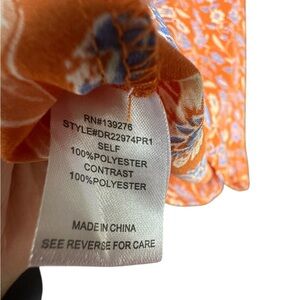 RN#139276
STYLE#DR22974PR1
SELF
100%POLYESTER
CONTRAST
100%POLYESTER
MADE IN CHINA
SEE REVERSE FOR CARE